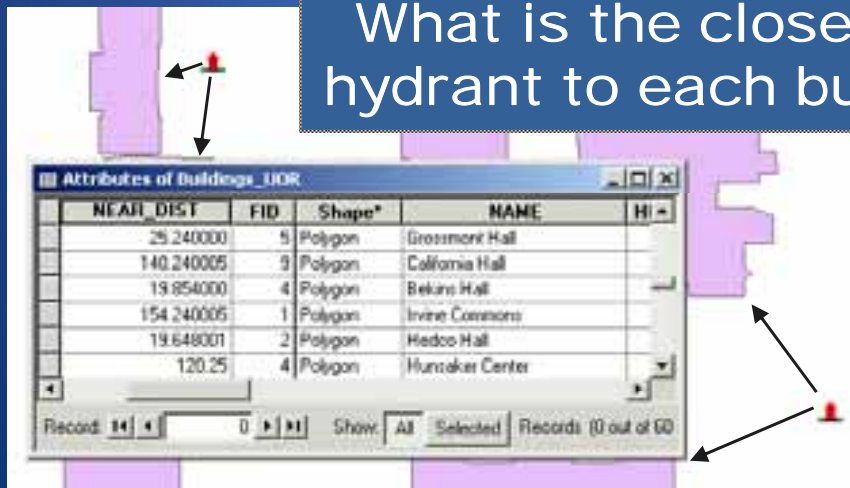 What is the close
hydrant to each bu
Attributes of Buildings_UOR
NEAR_DIST FID Shape* NAME H
25.240000 5 Polygon Grossmont Hall
140.240005 9 Polygon California Hall
19.854000 4 Polygon Bekins Hall
154.240005 1 Polygon Irvine Commons
19.648001 2 Polygon Hedco Hall
120.25 4 Polygon Hunsaker Center
Record: 0 Show: All Selected Records (0 out of 60